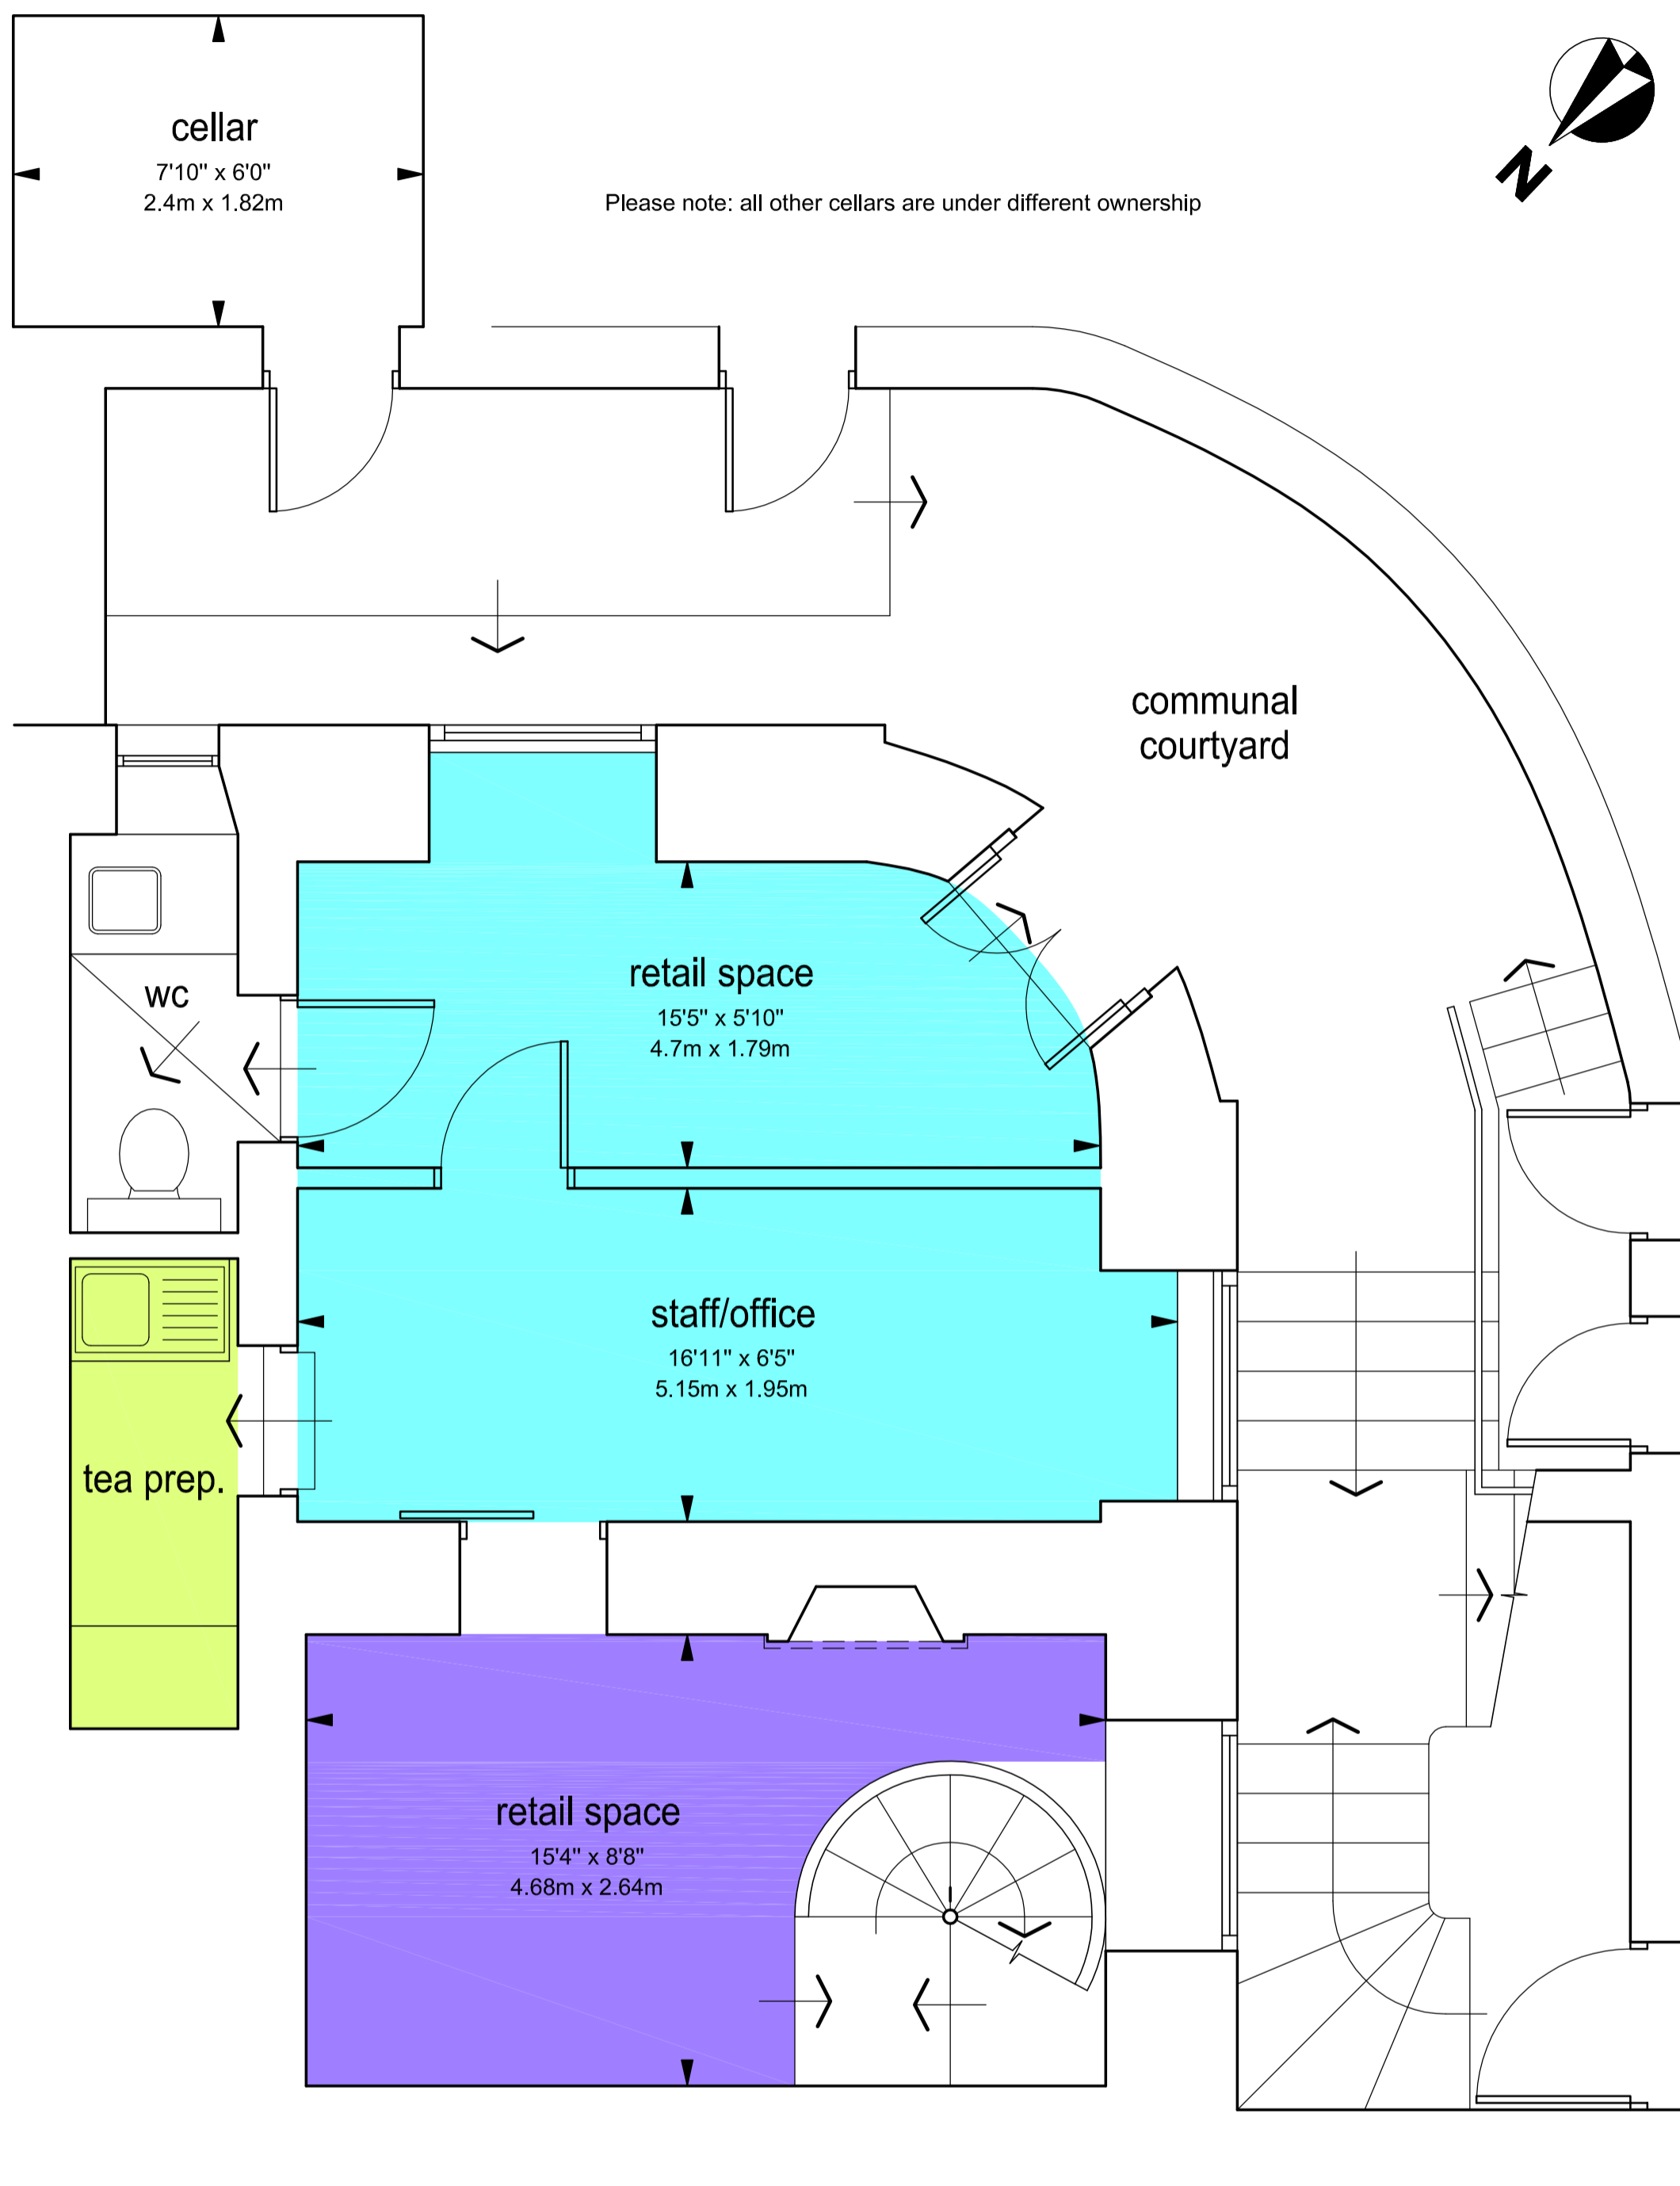 cellar
7'10" x 6'0"
2.4m x 1.82m
Please note: all other cellars are under different ownership
N
communal
courtyard
retail space
15'5" x 5'10"
4.7m x 1.79m
wc
staff/office
16'11" x 6'5"
5.15m x 1.95m
tea prep.
retail space
15'4" x 8'8"
4.68m x 2.64m